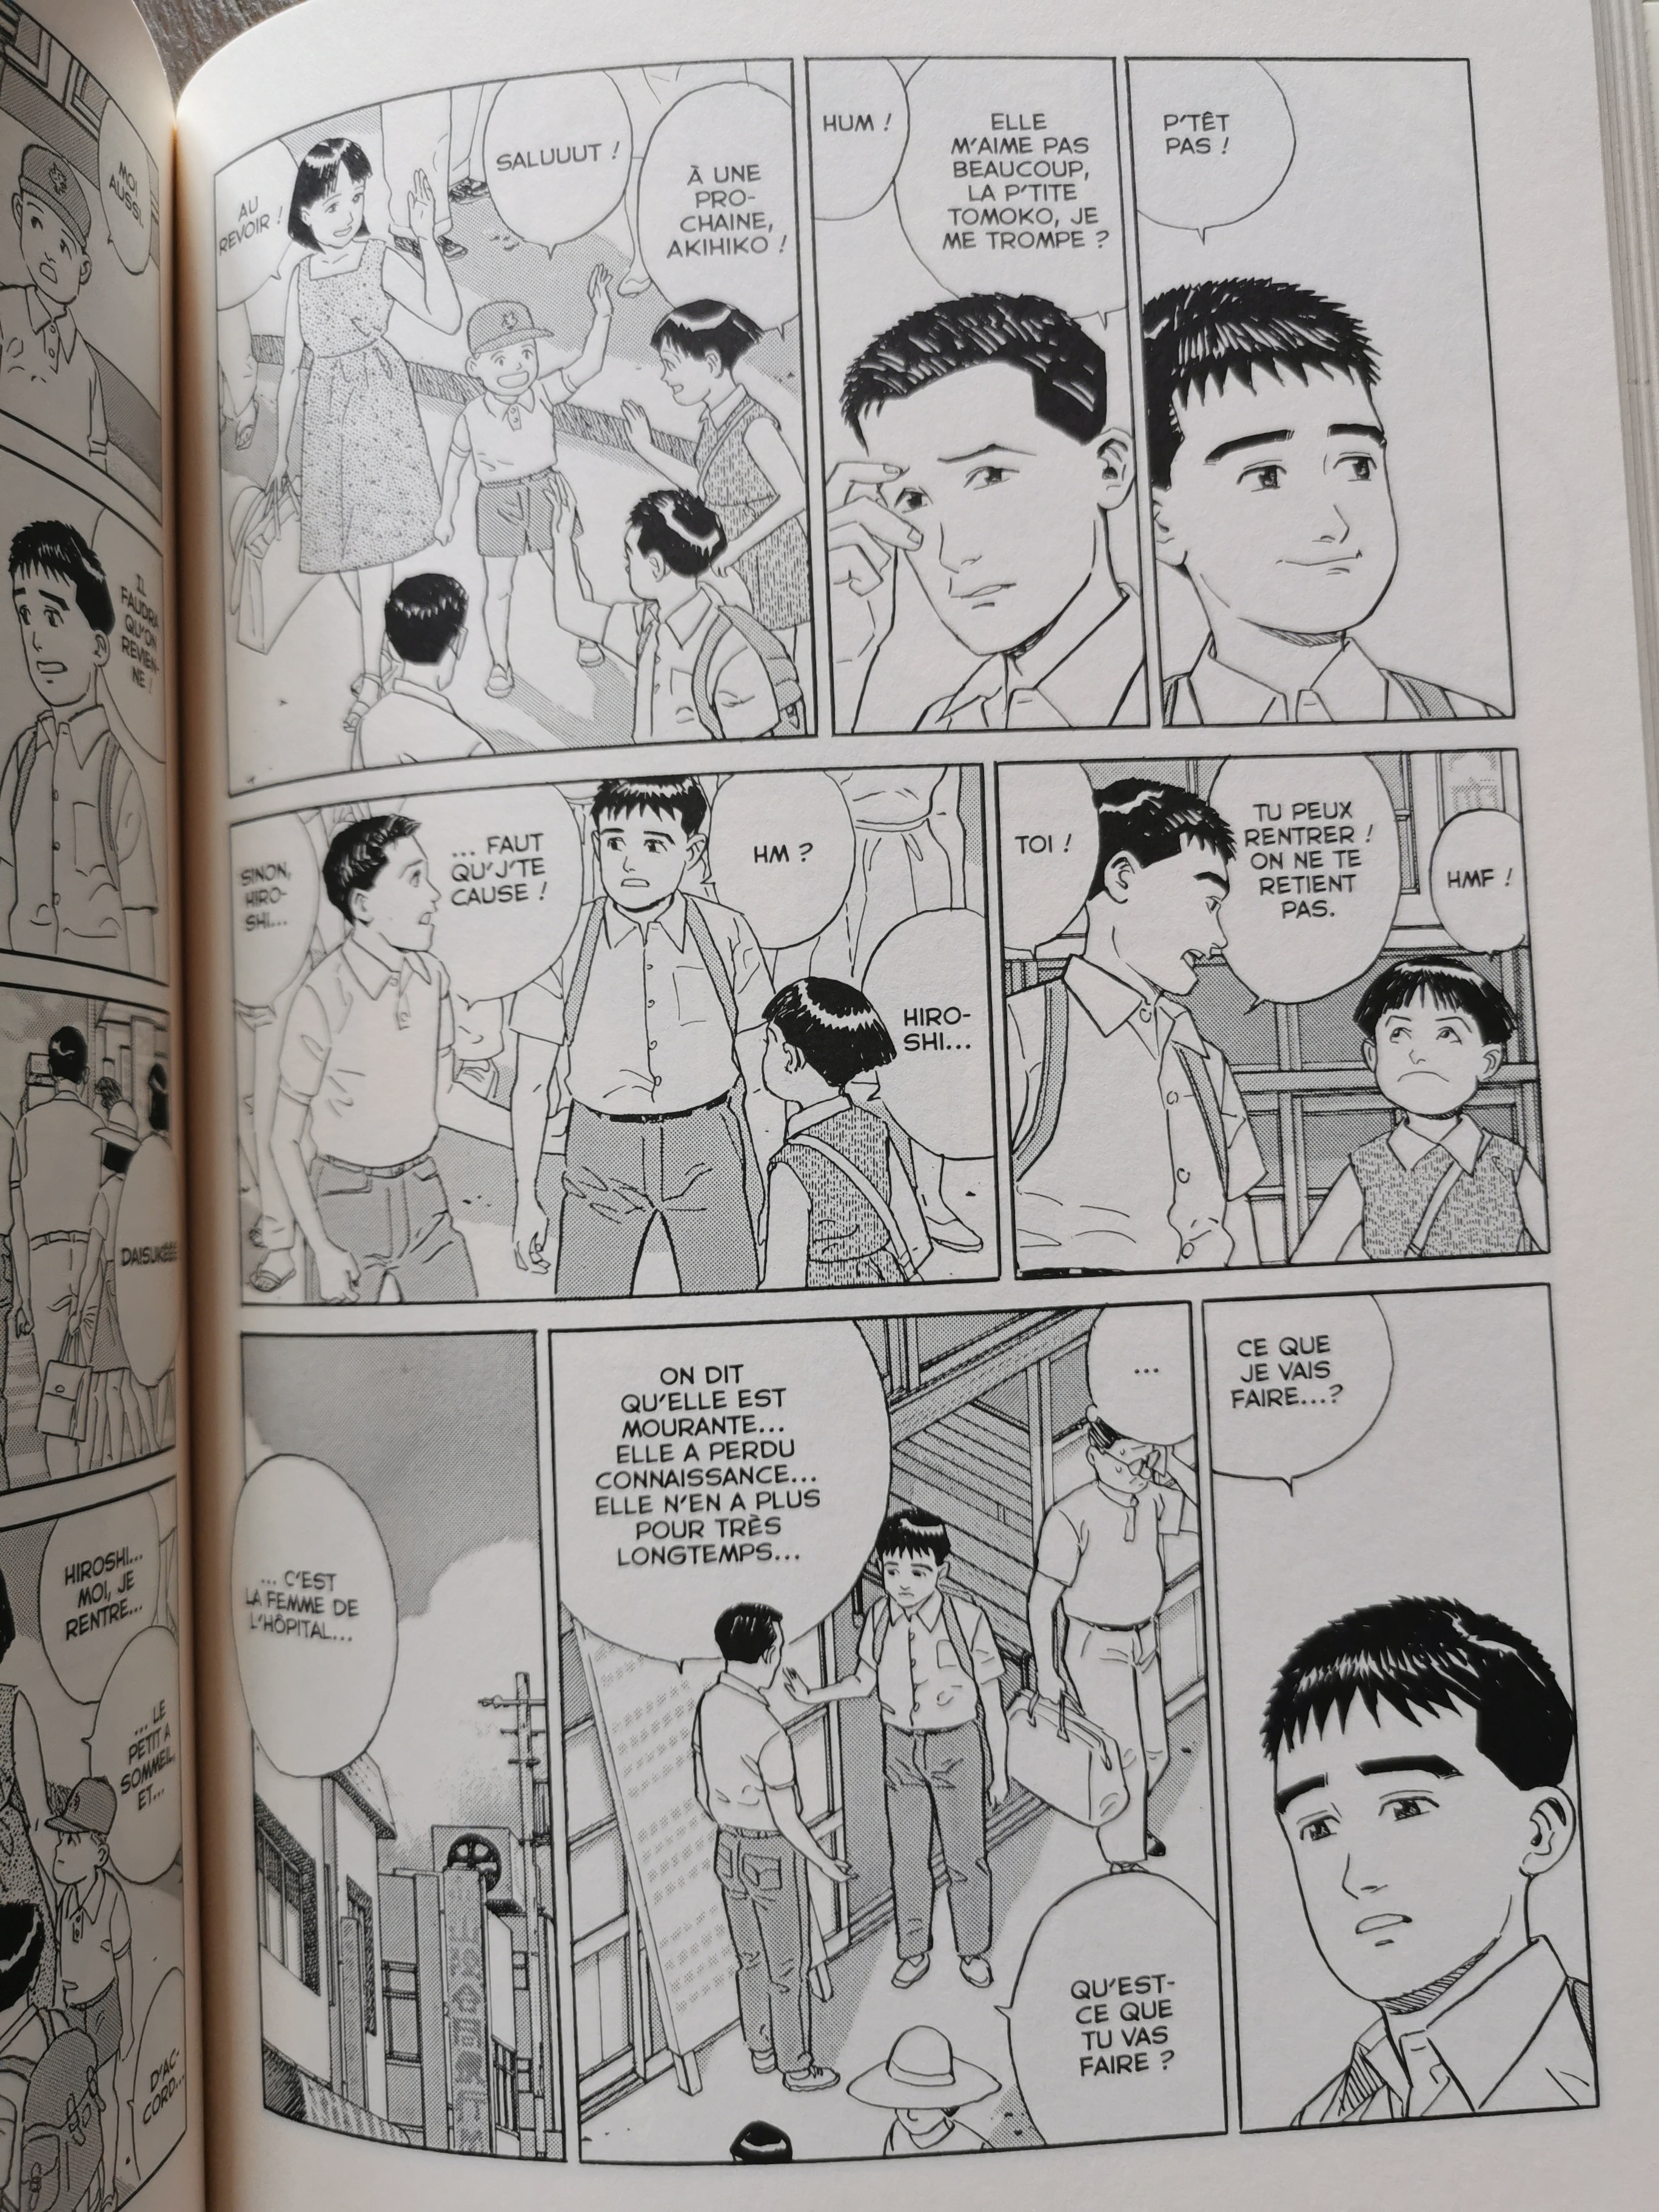 MOI
AUSSI.
IL
FAUDRA
QU'ON
REVIEN-
NE !
DAISUKÉÉÉ
HIROSHI...
MOI, JE
RENTRE...
... LE
PETIT A
SOMMEIL,
ET...
D'AC-
CORD...
AU
REVOIR !
SALUUUT !
À UNE
PRO-
CHAINE,
AKIHIKO !
HUM !
ELLE
M'AIME PAS
BEAUCOUP,
LA P'TITE
TOMOKO, JE
ME TROMPE ?
P'TÊT
PAS !
SINON,
HIRO-
SHI...
... FAUT
QU'J'TE
CAUSE !
HM ?
HIRO-
SHI...
TOI !
TU PEUX
RENTRER !
ON NE TE
RETIENT
PAS.
HMF !
... C'EST
LA FEMME DE
L'HÔPITAL...
ON DIT
QU'ELLE EST
MOURANTE...
ELLE A PERDU
CONNAISSANCE...
ELLE N'EN A PLUS
POUR TRÈS
LONGTEMPS...
...
QU'EST-
CE QUE
TU VAS
FAIRE ?
CE QUE
JE VAIS
FAIRE...?